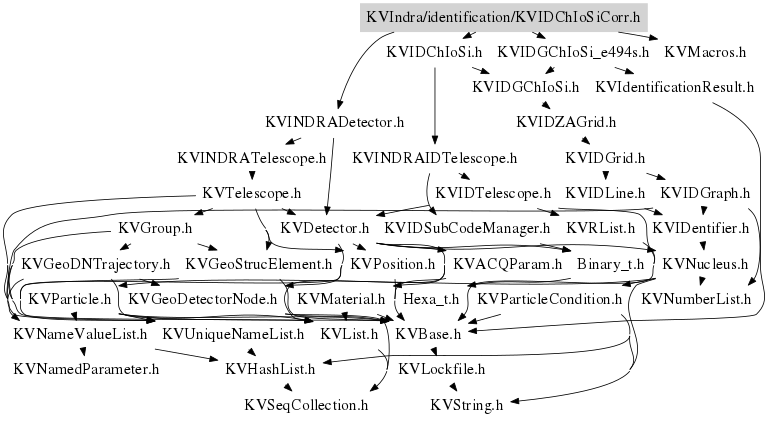 KVIndra/identification/KVIDChIoSiCorr.h
KVIDChIoSi.h KVIDGChIoSi_e494s.h KVMacros.h
KVIDGChIoSi.h KVIdentificationResult.h
KVINDRADetector.h KVIDZAGrid.h
KVINDRATelescope.h KVINDRAIDTelescope.h KVIDGrid.h
KVTelescope.h KVIDTelescope.h KVIDLine.h KVIDGraph.h
KVGroup.h KVDetector.h KVIDSubCodeManager.h KVRList.h KVIDentifier.h
KVGeoDNTrajectory.h KVGeoStrucElement.h KVPosition.h KVACQParam.h Binary_t.h KVNucleus.h
KVParticle.h KVGeoDetectorNode.h KVMaterial.h Hexa_t.h KVParticleCondition.h KVNumberList.h
KVNameValueList.h KVUniqueNameList.h KVList.h KVBase.h
KVNamedParameter.h KVHashList.h KVLockfile.h
KVSeqCollection.h KVString.h